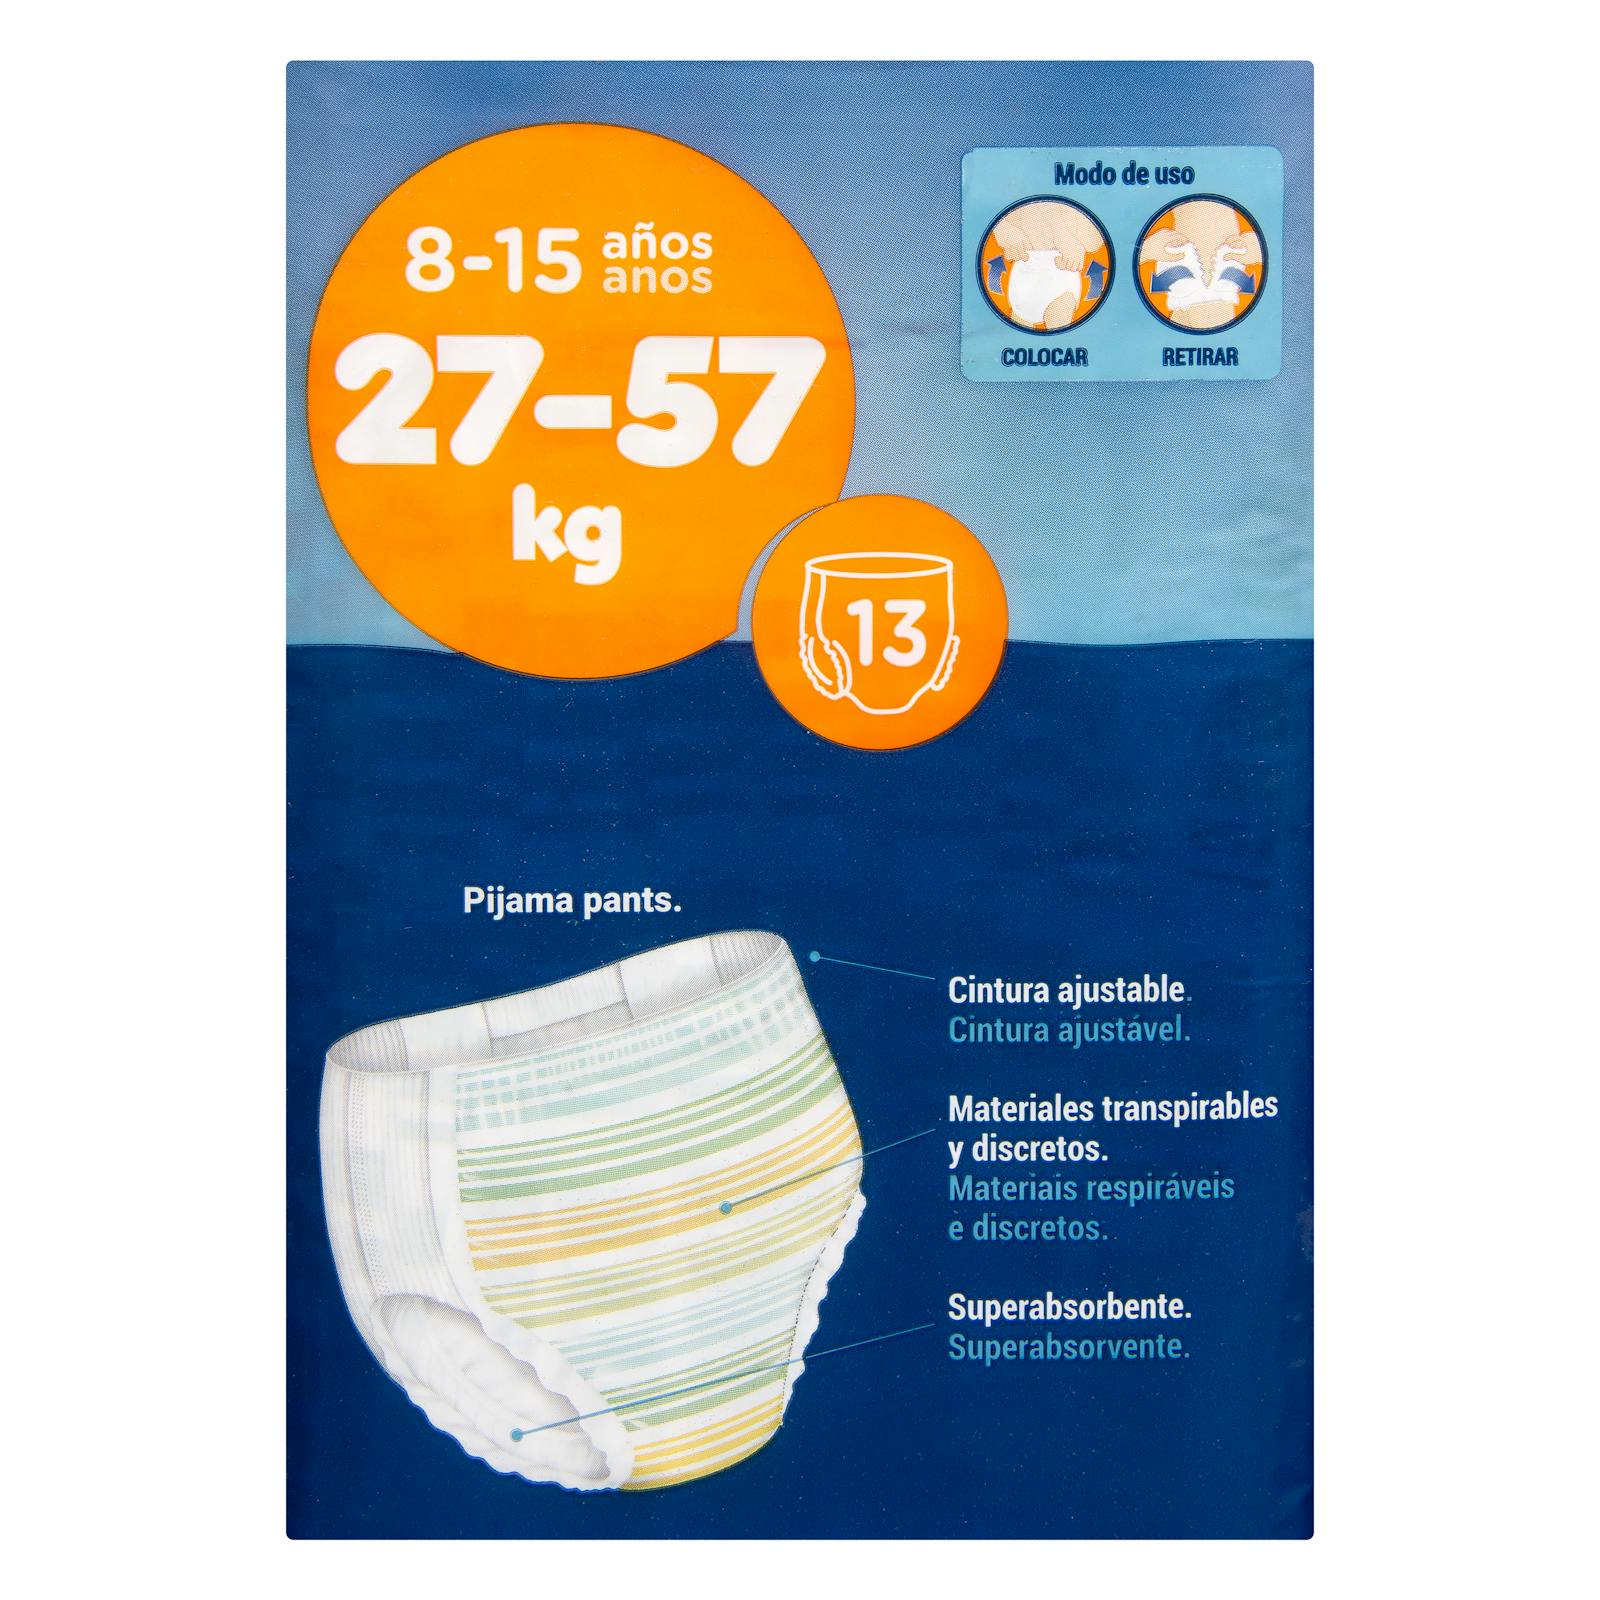 8-15 años
anos
27-57
kg
13
Modo de uso
COLOCAR RETIRAR
Pijama pants.
Cintura ajustable.
Cintura ajustável.
Materiales transpirables
y discretos.
Materiais respiráveis
e discretos.
Superabsorbente.
Superabsorvente.